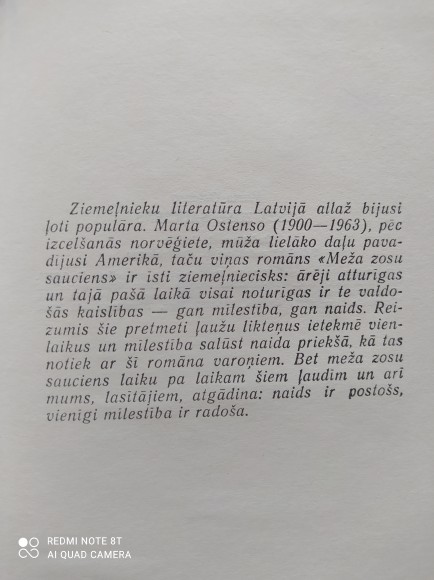 Ziemeļnieku literatūra Latvijā allaž bijusi
ļoti populāra. Marta Ostenso (1900—1963), pēc
izcelšanās norvēģiete, mūža lielāko daļu pava-
dījusi Amerikā, taču viņas romāns «Meža zosu
sauciens» ir īsti ziemeļniecisks: ārēji atturīgas
un tajā pašā laikā visai noturīgas ir te valdo-
šās kaislības — gan mīlestība, gan naids. Rei-
zumis šie pretmeti ļaužu likteņus ietekmē vien-
laikus un mīlestība salūst naida priekšā, kā tas
notiek ar šī romāna varoņiem. Bet meža zosu
sauciens laiku pa laikam šiem ļaudīm un arī
mums, lasītājiem, atgādina: naids ir postošs,
vienīgi mīlestība ir radoša.
REDMI NOTE 8T
AI QUAD CAMERA